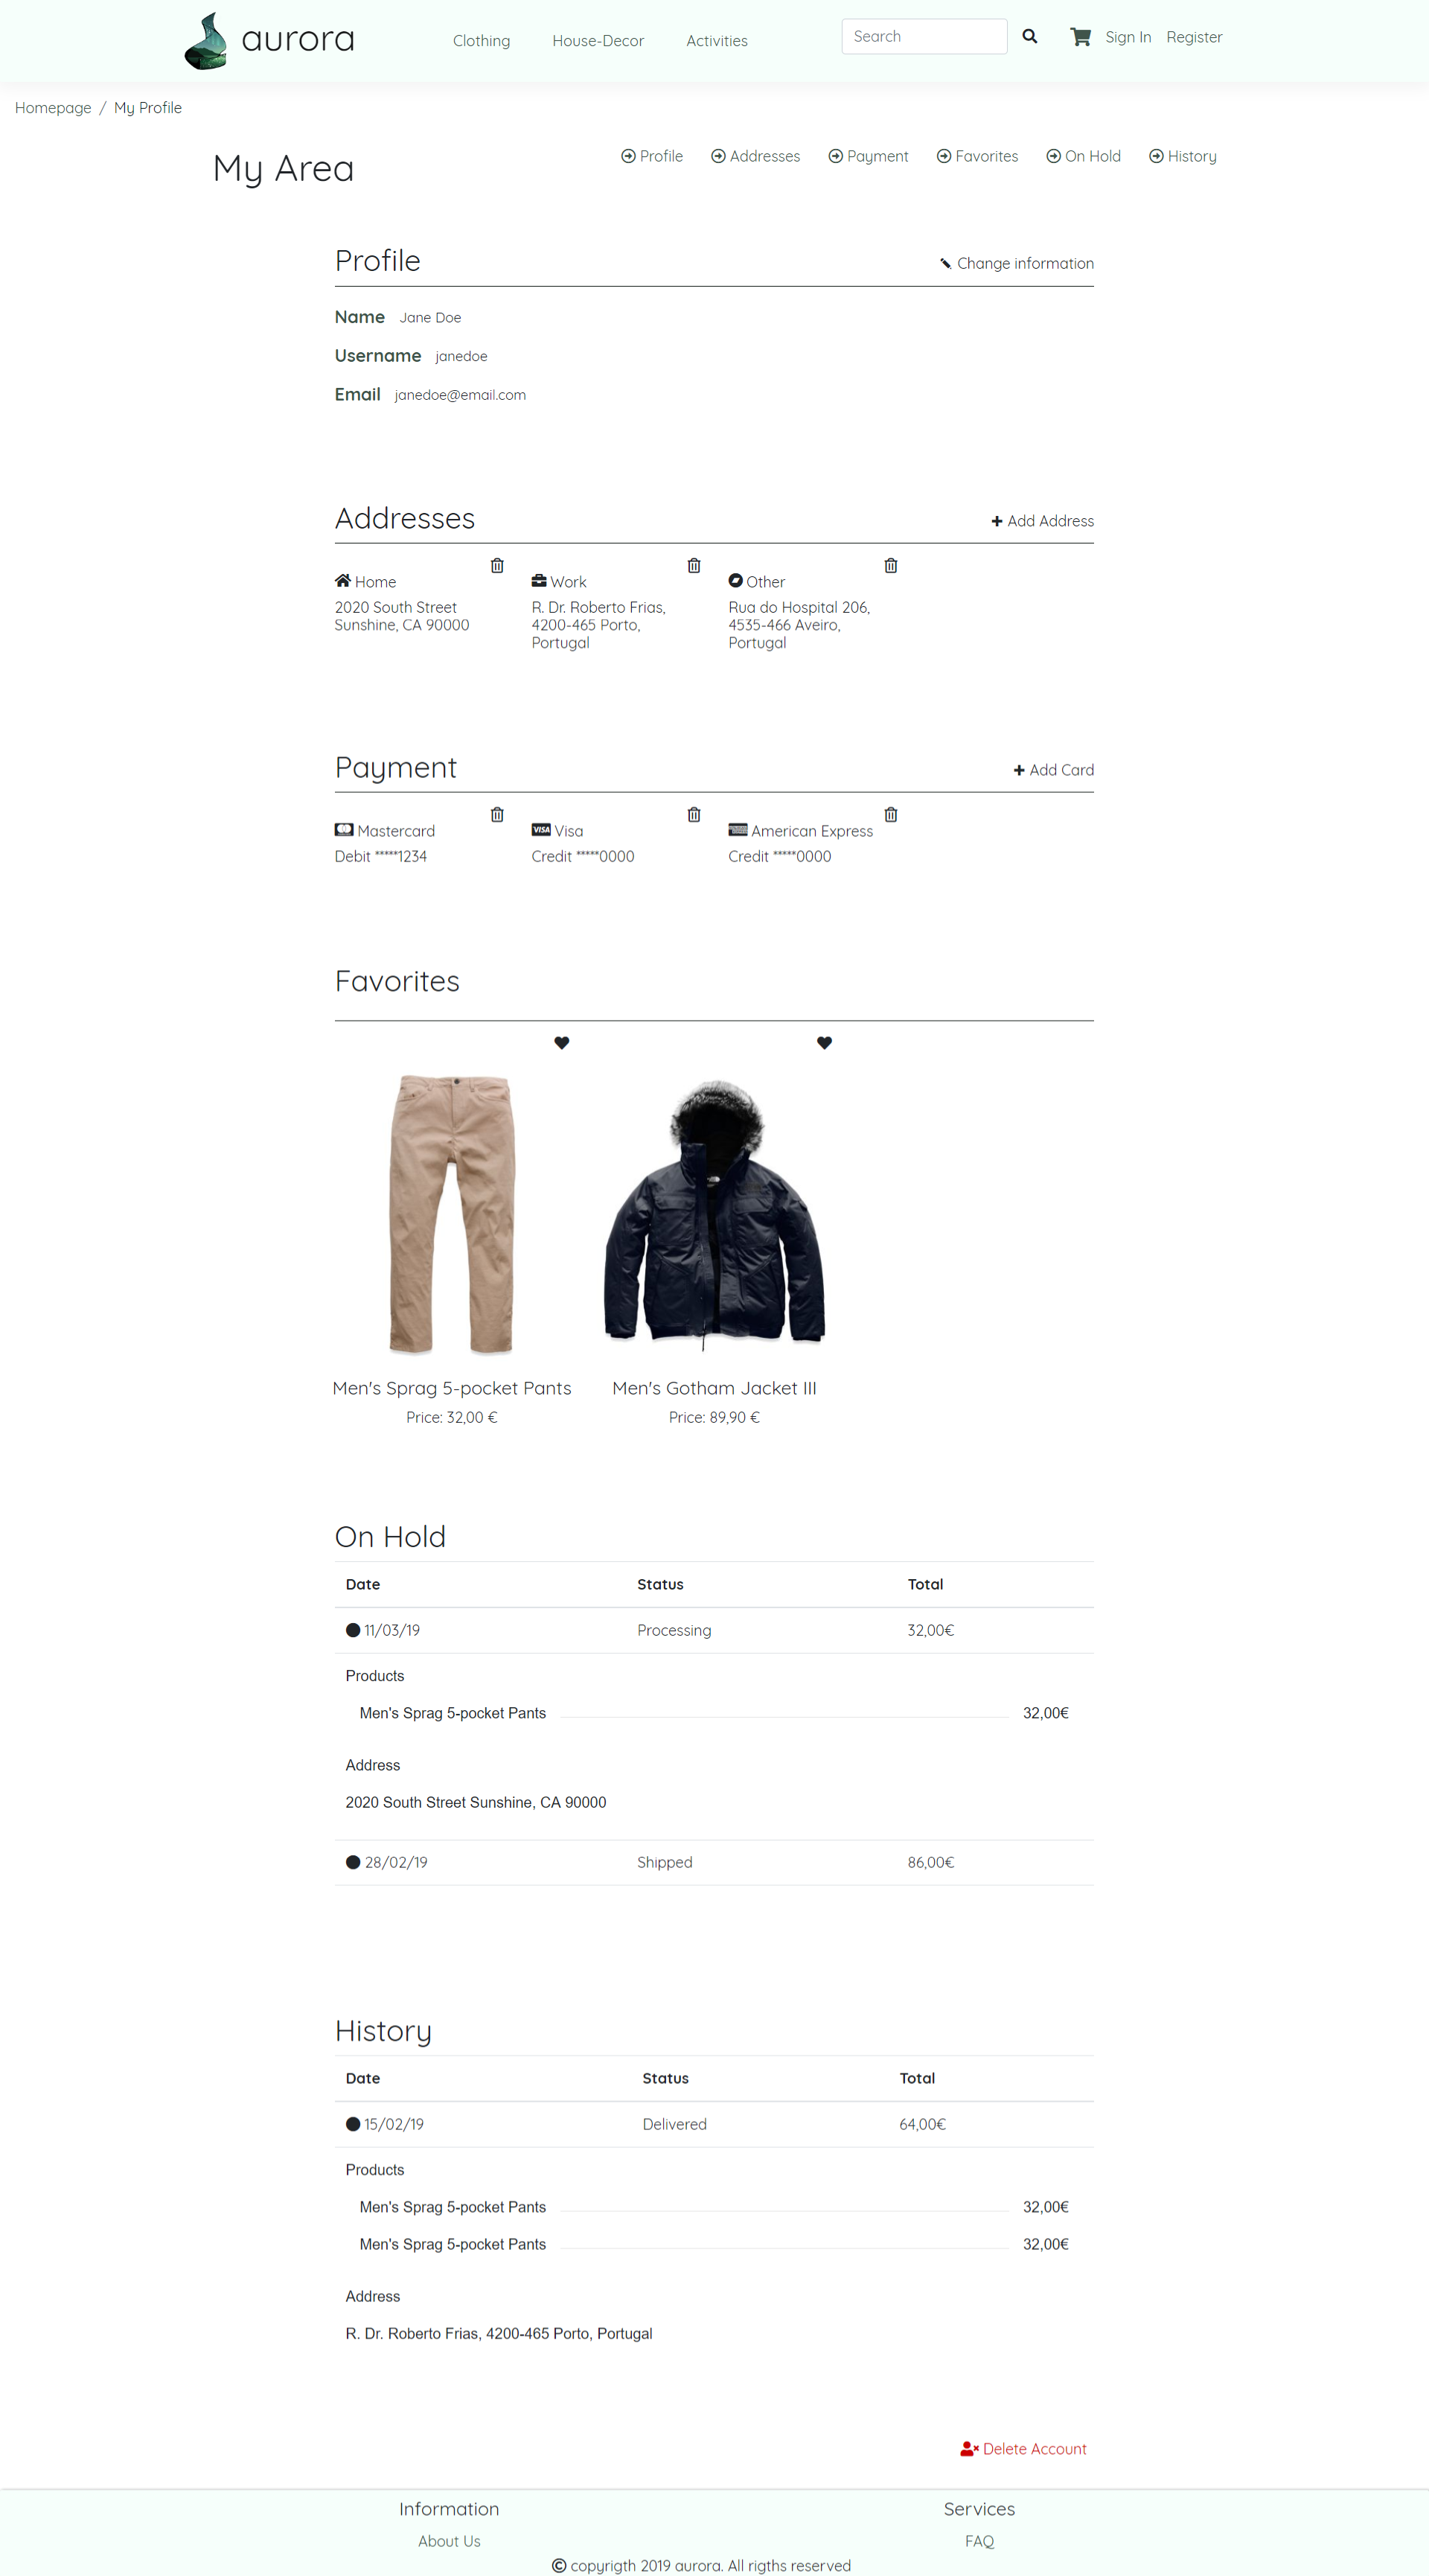 aurora
Clothing House-Decor Activities
Search
Sign In Register
Homepage / My Profile
My Area
Profile Addresses Payment Favorites On Hold History
Profile
Change information
Name Jane Doe
Username janedoe
Email janedoe@email.com
Addresses
Add Address
Home
2020 South Street
Sunshine, CA 90000
Work
R. Dr. Roberto Frias,
4200-465 Porto,
Portugal
Other
Rua do Hospital 206,
4535-466 Aveiro,
Portugal
Payment
Add Card
Mastercard
Debit *****1234
VISA Visa
Credit *****0000
American Express
Credit *****0000
Favorites
Men's Sprag 5-pocket Pants
Price: 32,00 €
Men's Gotham Jacket III
Price: 89,90 €
On Hold
Date Status Total
11/03/19 Processing 32,00€
Products
Men's Sprag 5-pocket Pants 32,00€
Address
2020 South Street Sunshine, CA 90000
28/02/19 Shipped 86,00€
History
Date Status Total
15/02/19 Delivered 64,00€
Products
Men's Sprag 5-pocket Pants 32,00€
Men's Sprag 5-pocket Pants 32,00€
Address
R. Dr. Roberto Frias, 4200-465 Porto, Portugal
Delete Account
Information
About Us
Services
FAQ
© copyrigth 2019 aurora. All rigths reserved